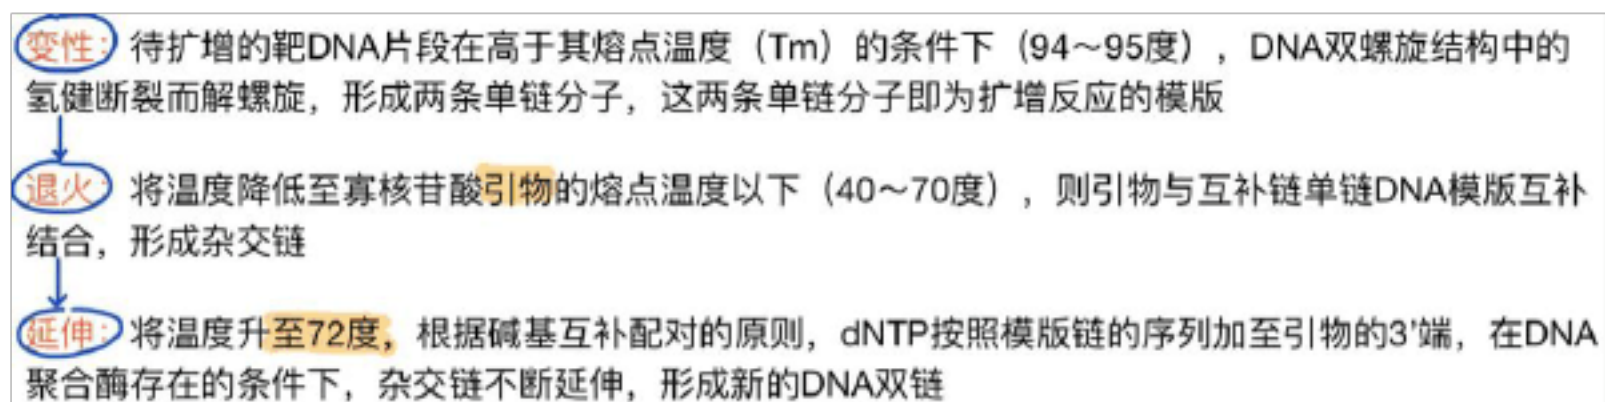 变性：待扩增的靶DNA片段在高于其熔点温度（Tm）的条件下（94～95度），DNA双螺旋结构中的
氢健断裂而解螺旋，形成两条单链分子，这两条单链分子即为扩增反应的模版
退火：将温度降低至寡核苷酸引物的熔点温度以下（40～70度），则引物与互补链单链DNA模版互补
结合，形成杂交链
延伸：将温度升至72度，根据碱基互补配对的原则，dNTP按照模版链的序列加至引物的3'端，在DNA
聚合酶存在的条件下，杂交链不断延伸，形成新的DNA双链